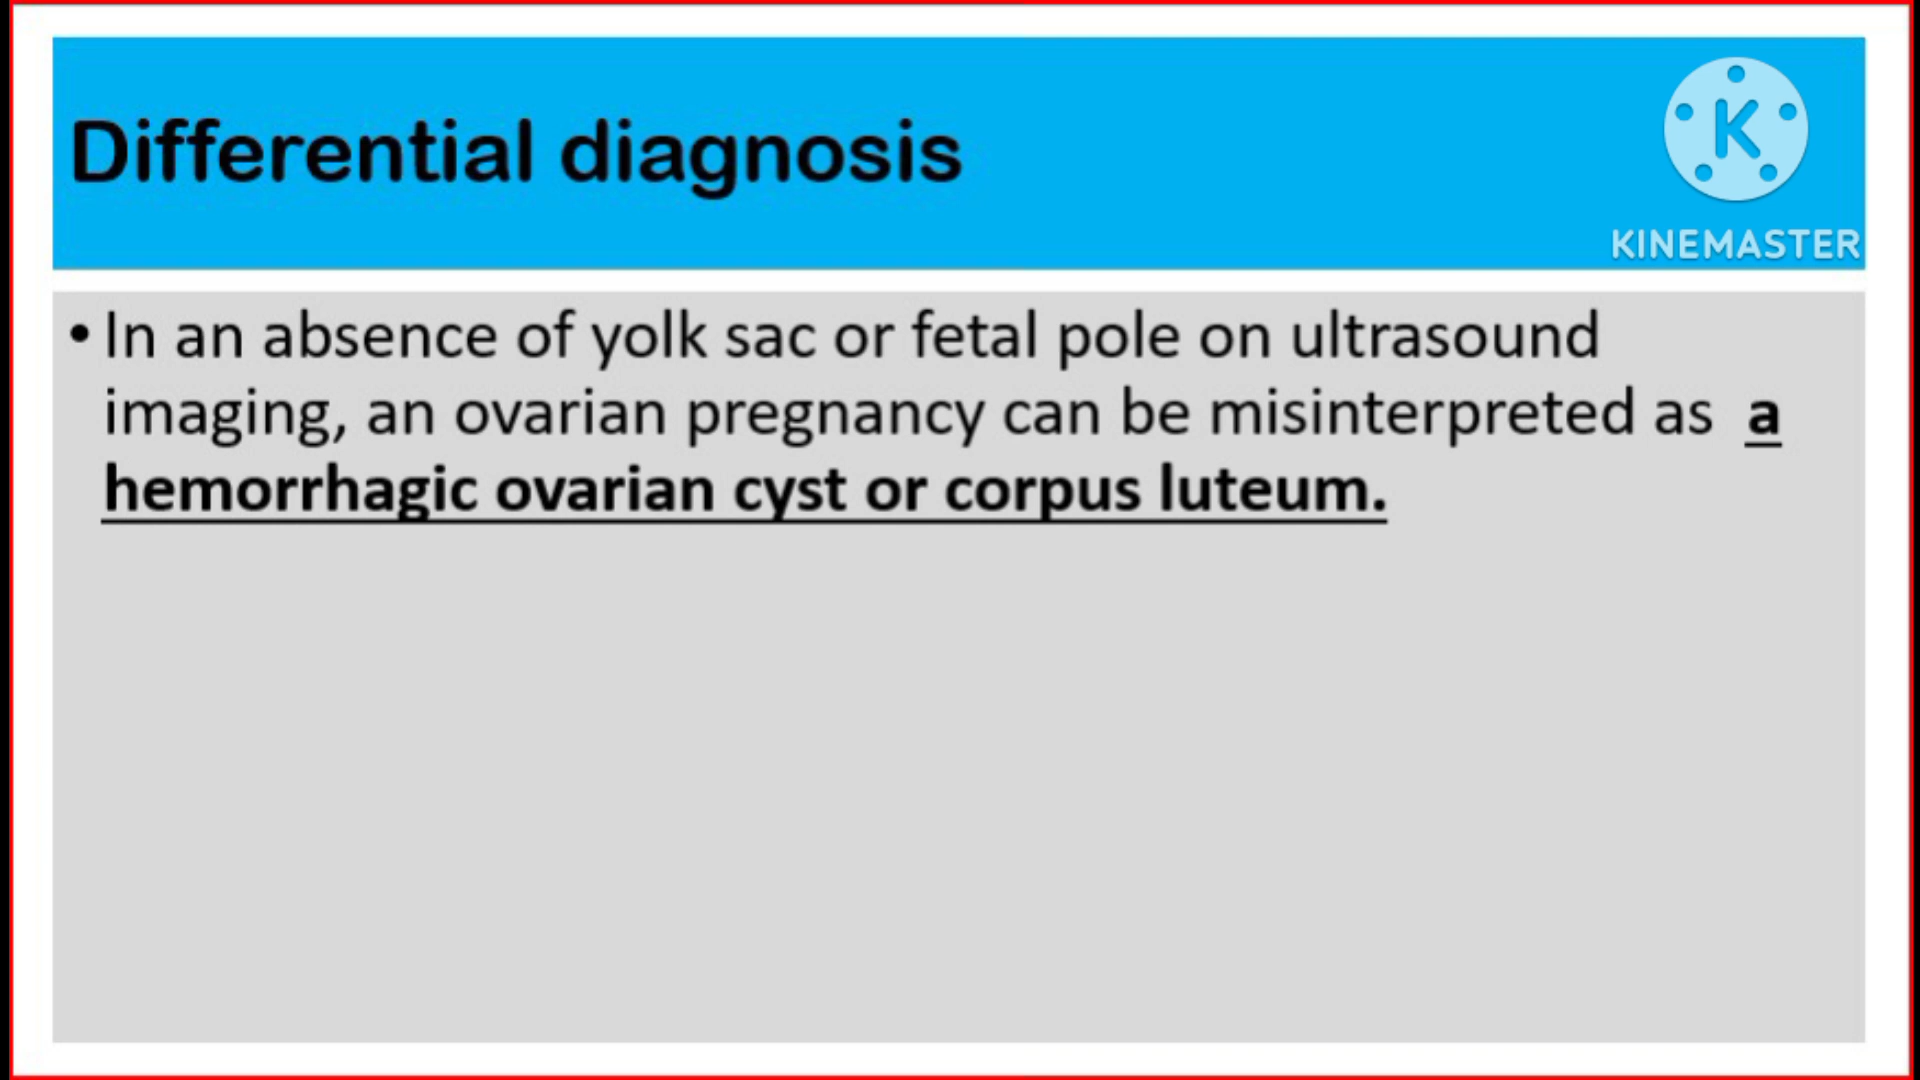 Differential diagnosis
K
KINEMASTER
• In an absence of yolk sac or fetal pole on ultrasound
imaging, an ovarian pregnancy can be misinterpreted as a
hemorrhagic ovarian cyst or corpus luteum.